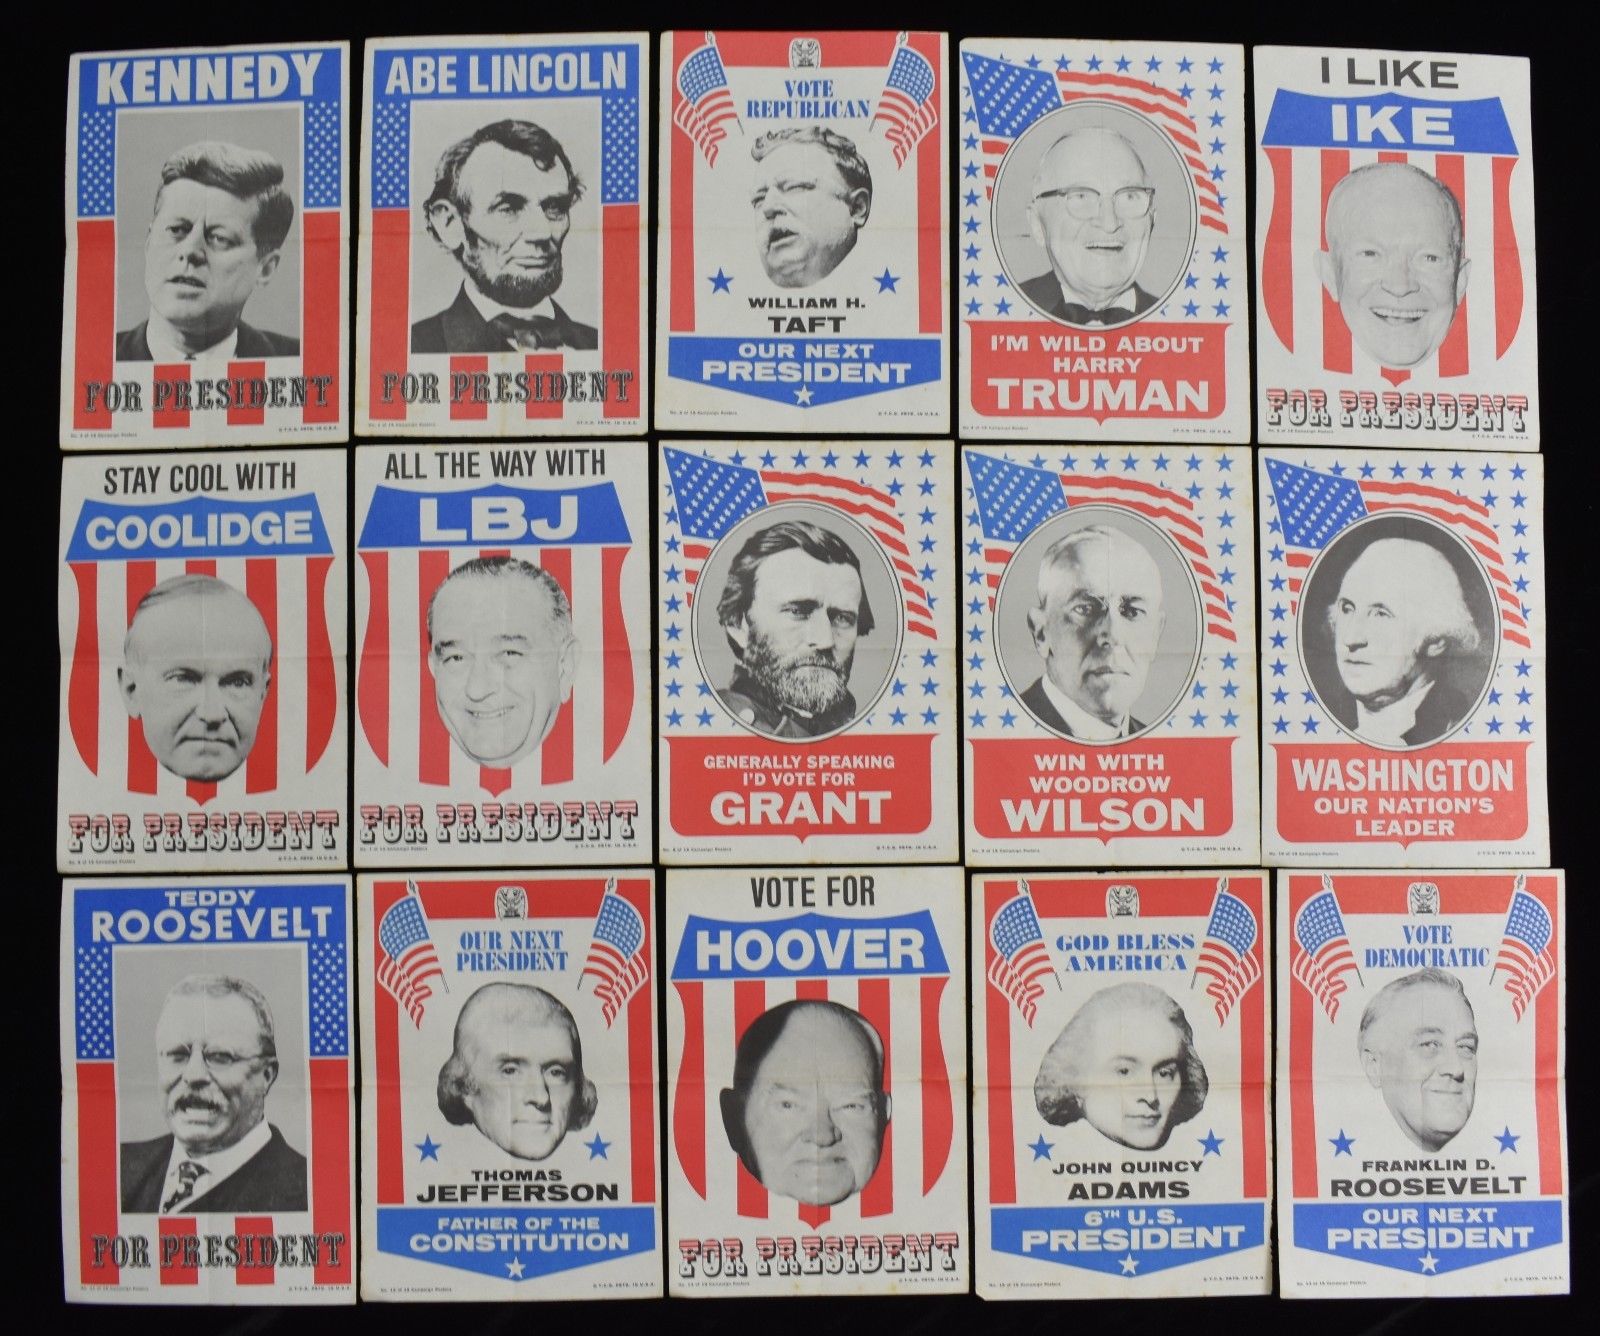 KENNEDY
FOR PRESIDENT
ABE LINCOLN
FOR PRESIDENT
VOTE
REPUBLICAN
WILLIAM H.
TAFT
OUR NEXT
PRESIDENT
I'M WILD ABOUT
HARRY
TRUMAN
I LIKE
IKE
FOR PRESIDENT
STAY COOL WITH
COOLIDGE
FOR PRESIDENT
ALL THE WAY WITH
LBJ
FOR PRESIDENT
GENERALLY SPEAKING
I'D VOTE FOR
GRANT
WIN WITH
WOODROW
WILSON
WASHINGTON
OUR NATION'S
LEADER
TEDDY
ROOSEVELT
FOR PRESIDENT
OUR NEXT
PRESIDENT
THOMAS
JEFFERSON
FATHER OF THE
CONSTITUTION
VOTE FOR
HOOVER
FOR PRESIDENT
GOD BLESS
AMERICA
JOHN QUINCY
ADAMS
6TH U.S.
PRESIDENT
VOTE
DEMOCRATIC
FRANKLIN D.
ROOSEVELT
OUR NEXT
PRESIDENT